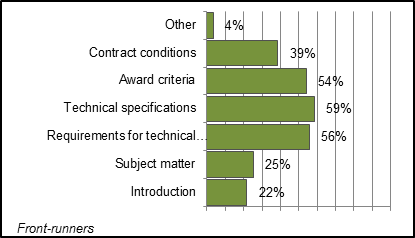 Other 4%
Contract conditions 39%
Award criteria 54%
Technical specifications 59%
Requirements for technical… 56%
Subject matter 25%
Introduction 22%
Front-runners